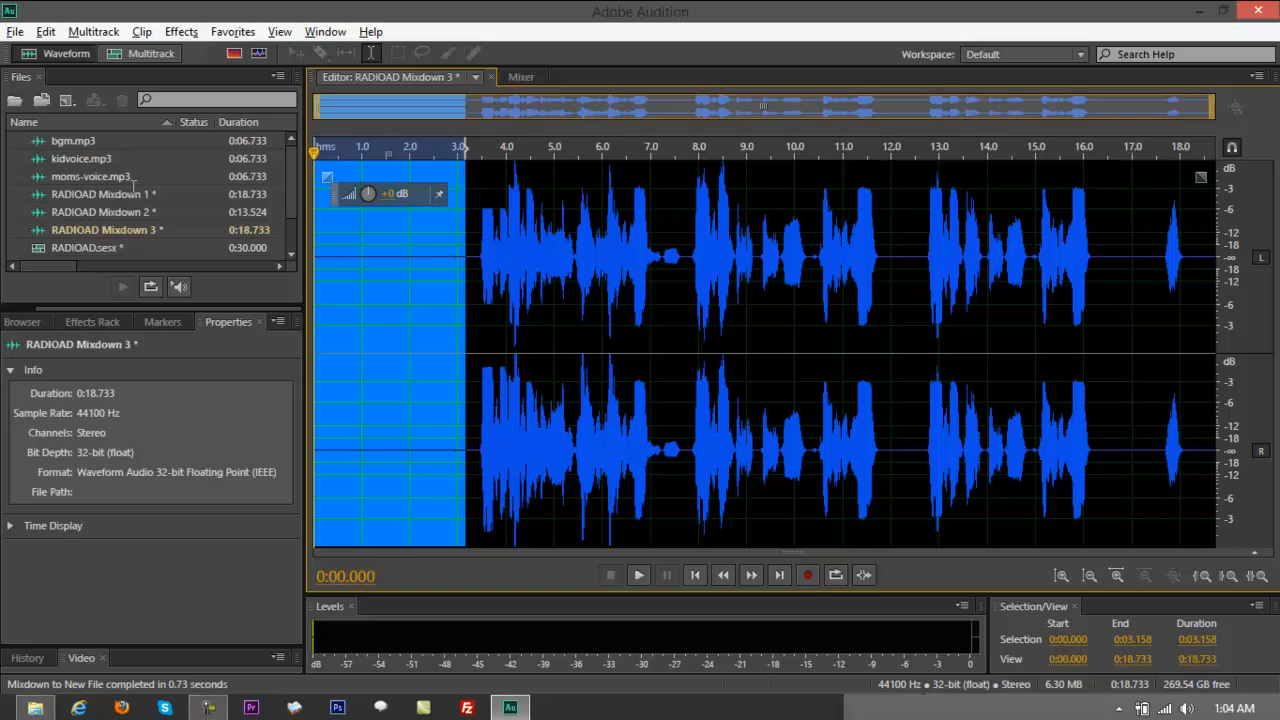 Au
Adobe Audition
File Edit Multitrack Clip Effects Favorites View Window Help
Waveform Multitrack
Workspace: Default
Search Help
Files
Editor: RADIOAD Mixdown 3 *
Mixer
Name Status Duration
bgm.mp3 0:06.733
kidvoice.mp3 0:06.733
moms-voice.mp3 0:06.733
RADIOAD Mixdown 1 * 0:18.733
RADIOAD Mixdown 2 * 0:13.524
RADIOAD Mixdown 3 * 0:18.733
RADIOAD.sesx * 0:30.000
hms 1.0 2.0 3.0 4.0 5.0 6.0 7.0 8.0 9.0 10.0 11.0 12.0 13.0 14.0 15.0 16.0 17.0 18.0
+0 dB
dB
-3
-6
-12
-18
-∞
-18
-12
-6
-3
L
dB
-3
-6
-12
-18
-∞
-18
-12
-6
-3
R
Browser Effects Rack Markers Properties
RADIOAD Mixdown 3 *
Info
Duration: 0:18.733
Sample Rate: 44100 Hz
Channels: Stereo
Bit Depth: 32-bit (float)
Format: Waveform Audio 32-bit Floating Point (IEEE)
File Path:
Time Display
0:00.000
Levels
dB -57 -54 -51 -48 -45 -42 -39 -36 -33 -30 -27 -24 -21 -18 -15 -12 -9 -6 -3 0
Selection/View
Start End Duration
Selection 0:00.000 0:03.158 0:03.158
View 0:00.000 0:18.733 0:18.733
History Video
Mixdown to New File completed in 0.73 seconds
44100 Hz ● 32-bit (float) ● Stereo 6.30 MB 0:18.733 269.54 GB free
Pr
Ps
Fz
Au
1:04 AM